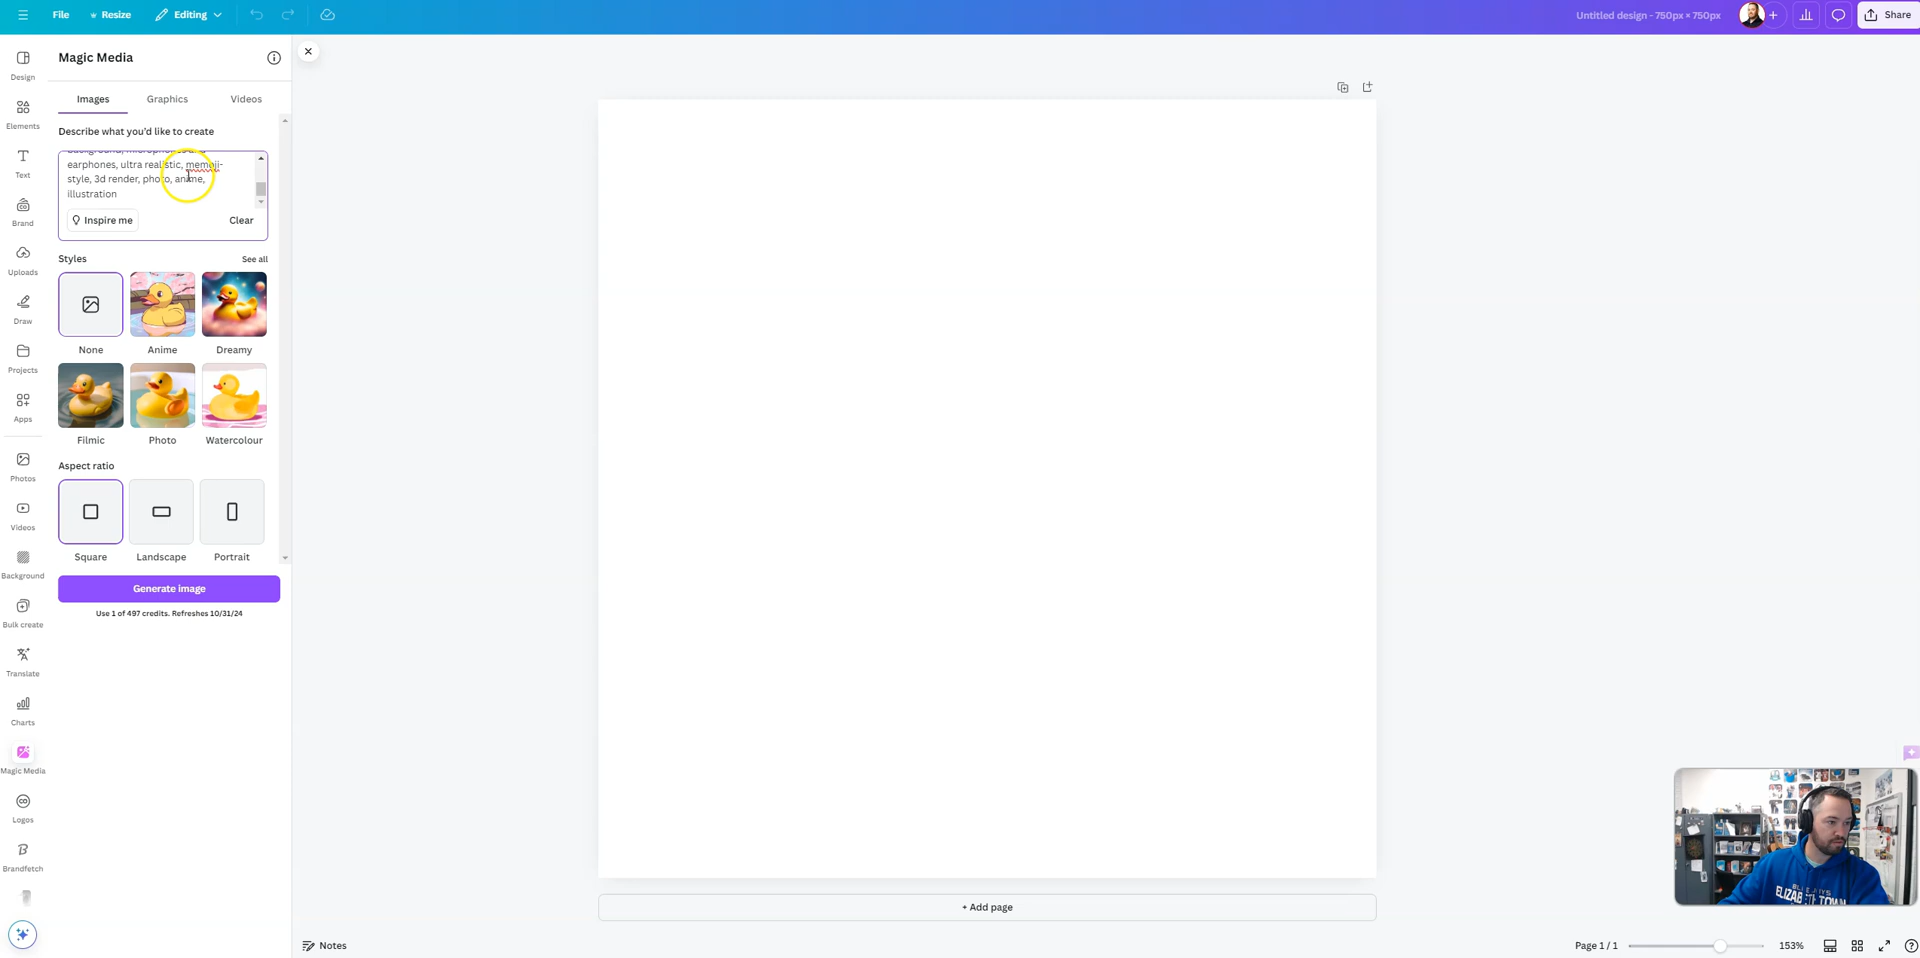 File
Resize
Editing
Untitled design - 750px × 750px
Share
Design
Elements
Text
Brand
Uploads
Draw
Projects
Apps
Photos
Videos
Background
Bulk create
Translate
Charts
Magic Media
Logos
Brandfetch
Magic Media
Images
Graphics
Videos
Describe what you'd like to create
background, microphones and
earphones, ultra realistic, memoji-
style, 3d render, photo, anime,
illustration
Inspire me
Clear
Styles
See all
None
Anime
Dreamy
Filmic
Photo
Watercolour
Aspect ratio
Square
Landscape
Portrait
Generate image
Use 1 of 497 credits. Refreshes 10/31/24
+ Add page
Notes
Page 1 / 1
153%